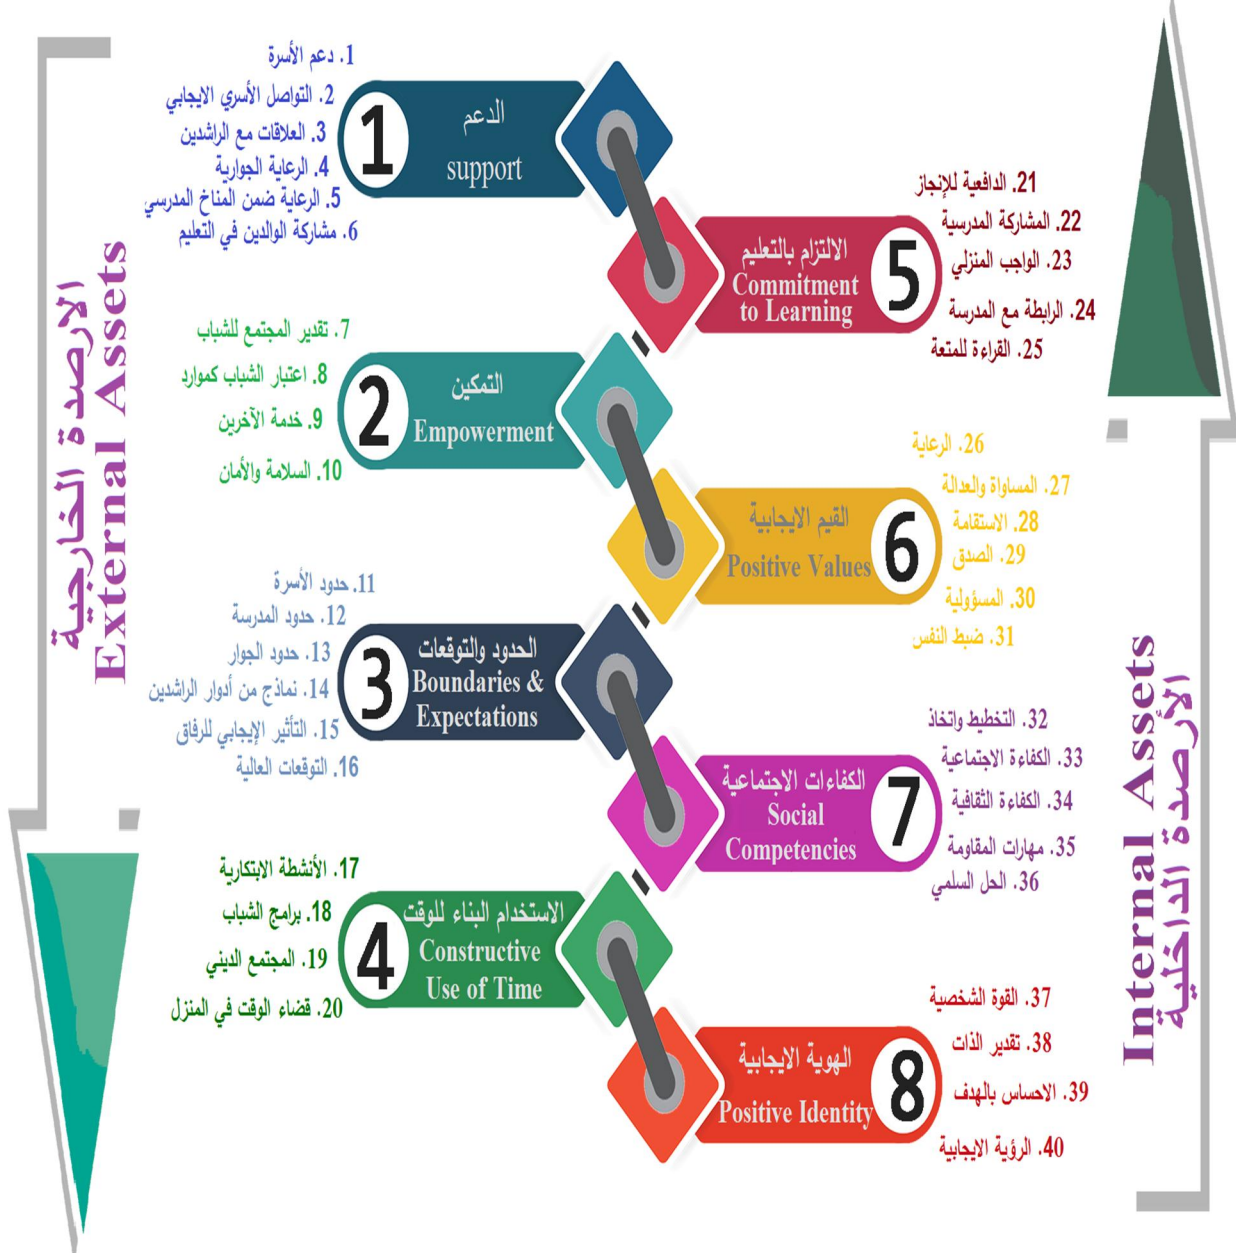 الارصدة الخارجية
External Assets
1. دعم الأسرة
2. التواصل الأسري الايجابي
3. العلاقات مع الراشدين
4. الرعاية الجوارية
5. الرعاية ضمن المناخ المدرسي
6. مشاركة الوالدين في التعليم
1
الدعم
support
7. تقدير المجتمع للشباب
8. اعتبار الشباب كموارد
9. خدمة الآخرين
10. السلامة والأمان
2
التمكين
Empowerment
11. حدود الأسرة
12. حدود المدرسة
13. حدود الجوار
14. نماذج من أدوار الراشدين
15. التأثير الإيجابي للرفاق
16. التوقعات العالية
3
الحدود والتوقعات
Boundaries &
Expectations
17. الأنشطة الابتكارية
18. برامج الشباب
19. المجتمع الديني
20. قضاء الوقت في المنزل
4
الاستخدام البناء للوقت
Constructive
Use of Time
الالتزام بالتعليم
Commitment
to Learning
5
21. الدافعية للإنجاز
22. المشاركة المدرسية
23. الواجب المنزلي
24. الرابطة مع المدرسة
25. القراءة للمتعة
القيم الايجابية
Positive Values
6
26. الرعاية
27. المساواة والعدالة
28. الاستقامة
29. الصدق
30. المسؤولية
31. ضبط النفس
الكفاءات الاجتماعية
Social
Competencies
7
32. التخطيط واتخاذ
33. الكفاءة الاجتماعية
34. الكفاءة الثقافية
35. مهارات المقاومة
36. الحل السلمي
الهوية الايجابية
Positive Identity
8
37. القوة الشخصية
38. تقدير الذات
39. الاحساس بالهدف
40. الرؤية الايجابية
Internal Assets
الأرصدة الداخلية